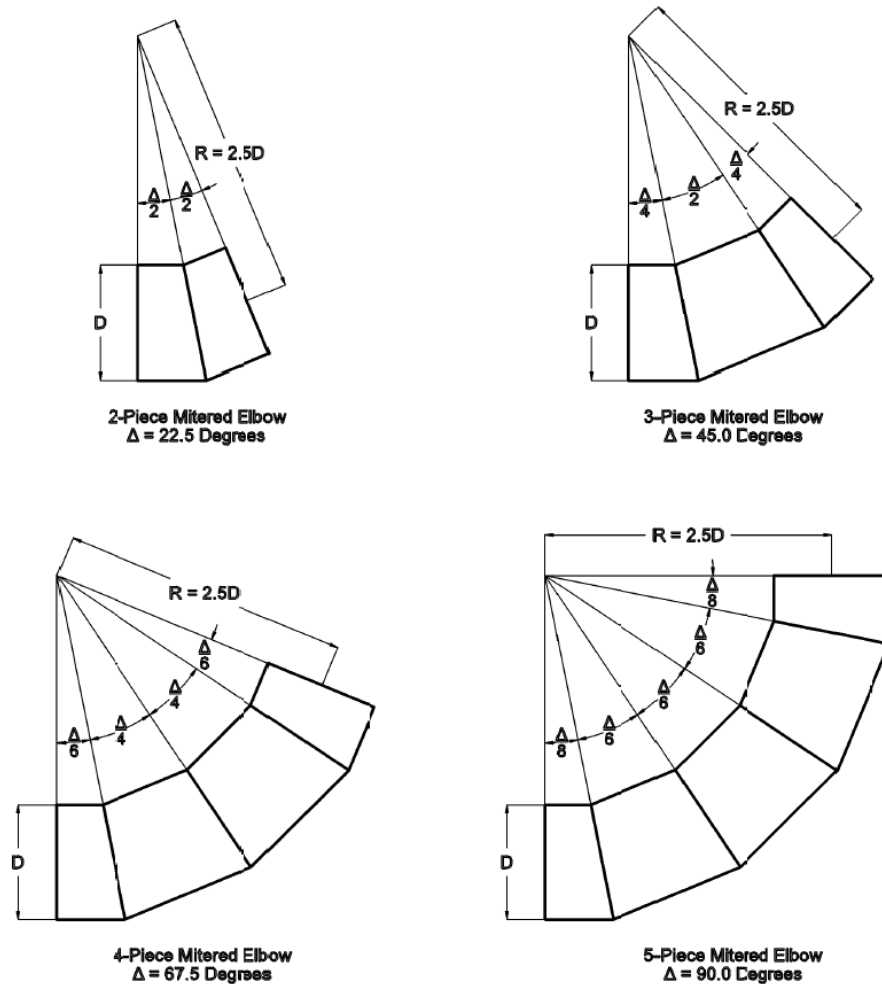 R = 2.5D
Δ
2
Δ
2
D
2-Piece Mitered Elbow
Δ = 22.5 Degrees
R = 2.5D
Δ
4
Δ
2
Δ
4
D
3-Piece Mitered Elbow
Δ = 45.0 Degrees
R = 2.5D
Δ
6
Δ
4
Δ
4
Δ
6
D
4-Piece Mitered Elbow
Δ = 67.5 Degrees
R = 2.5D
Δ
8
Δ
6
Δ
6
Δ
6
Δ
8
D
5-Piece Mitered Elbow
Δ = 90.0 Degrees